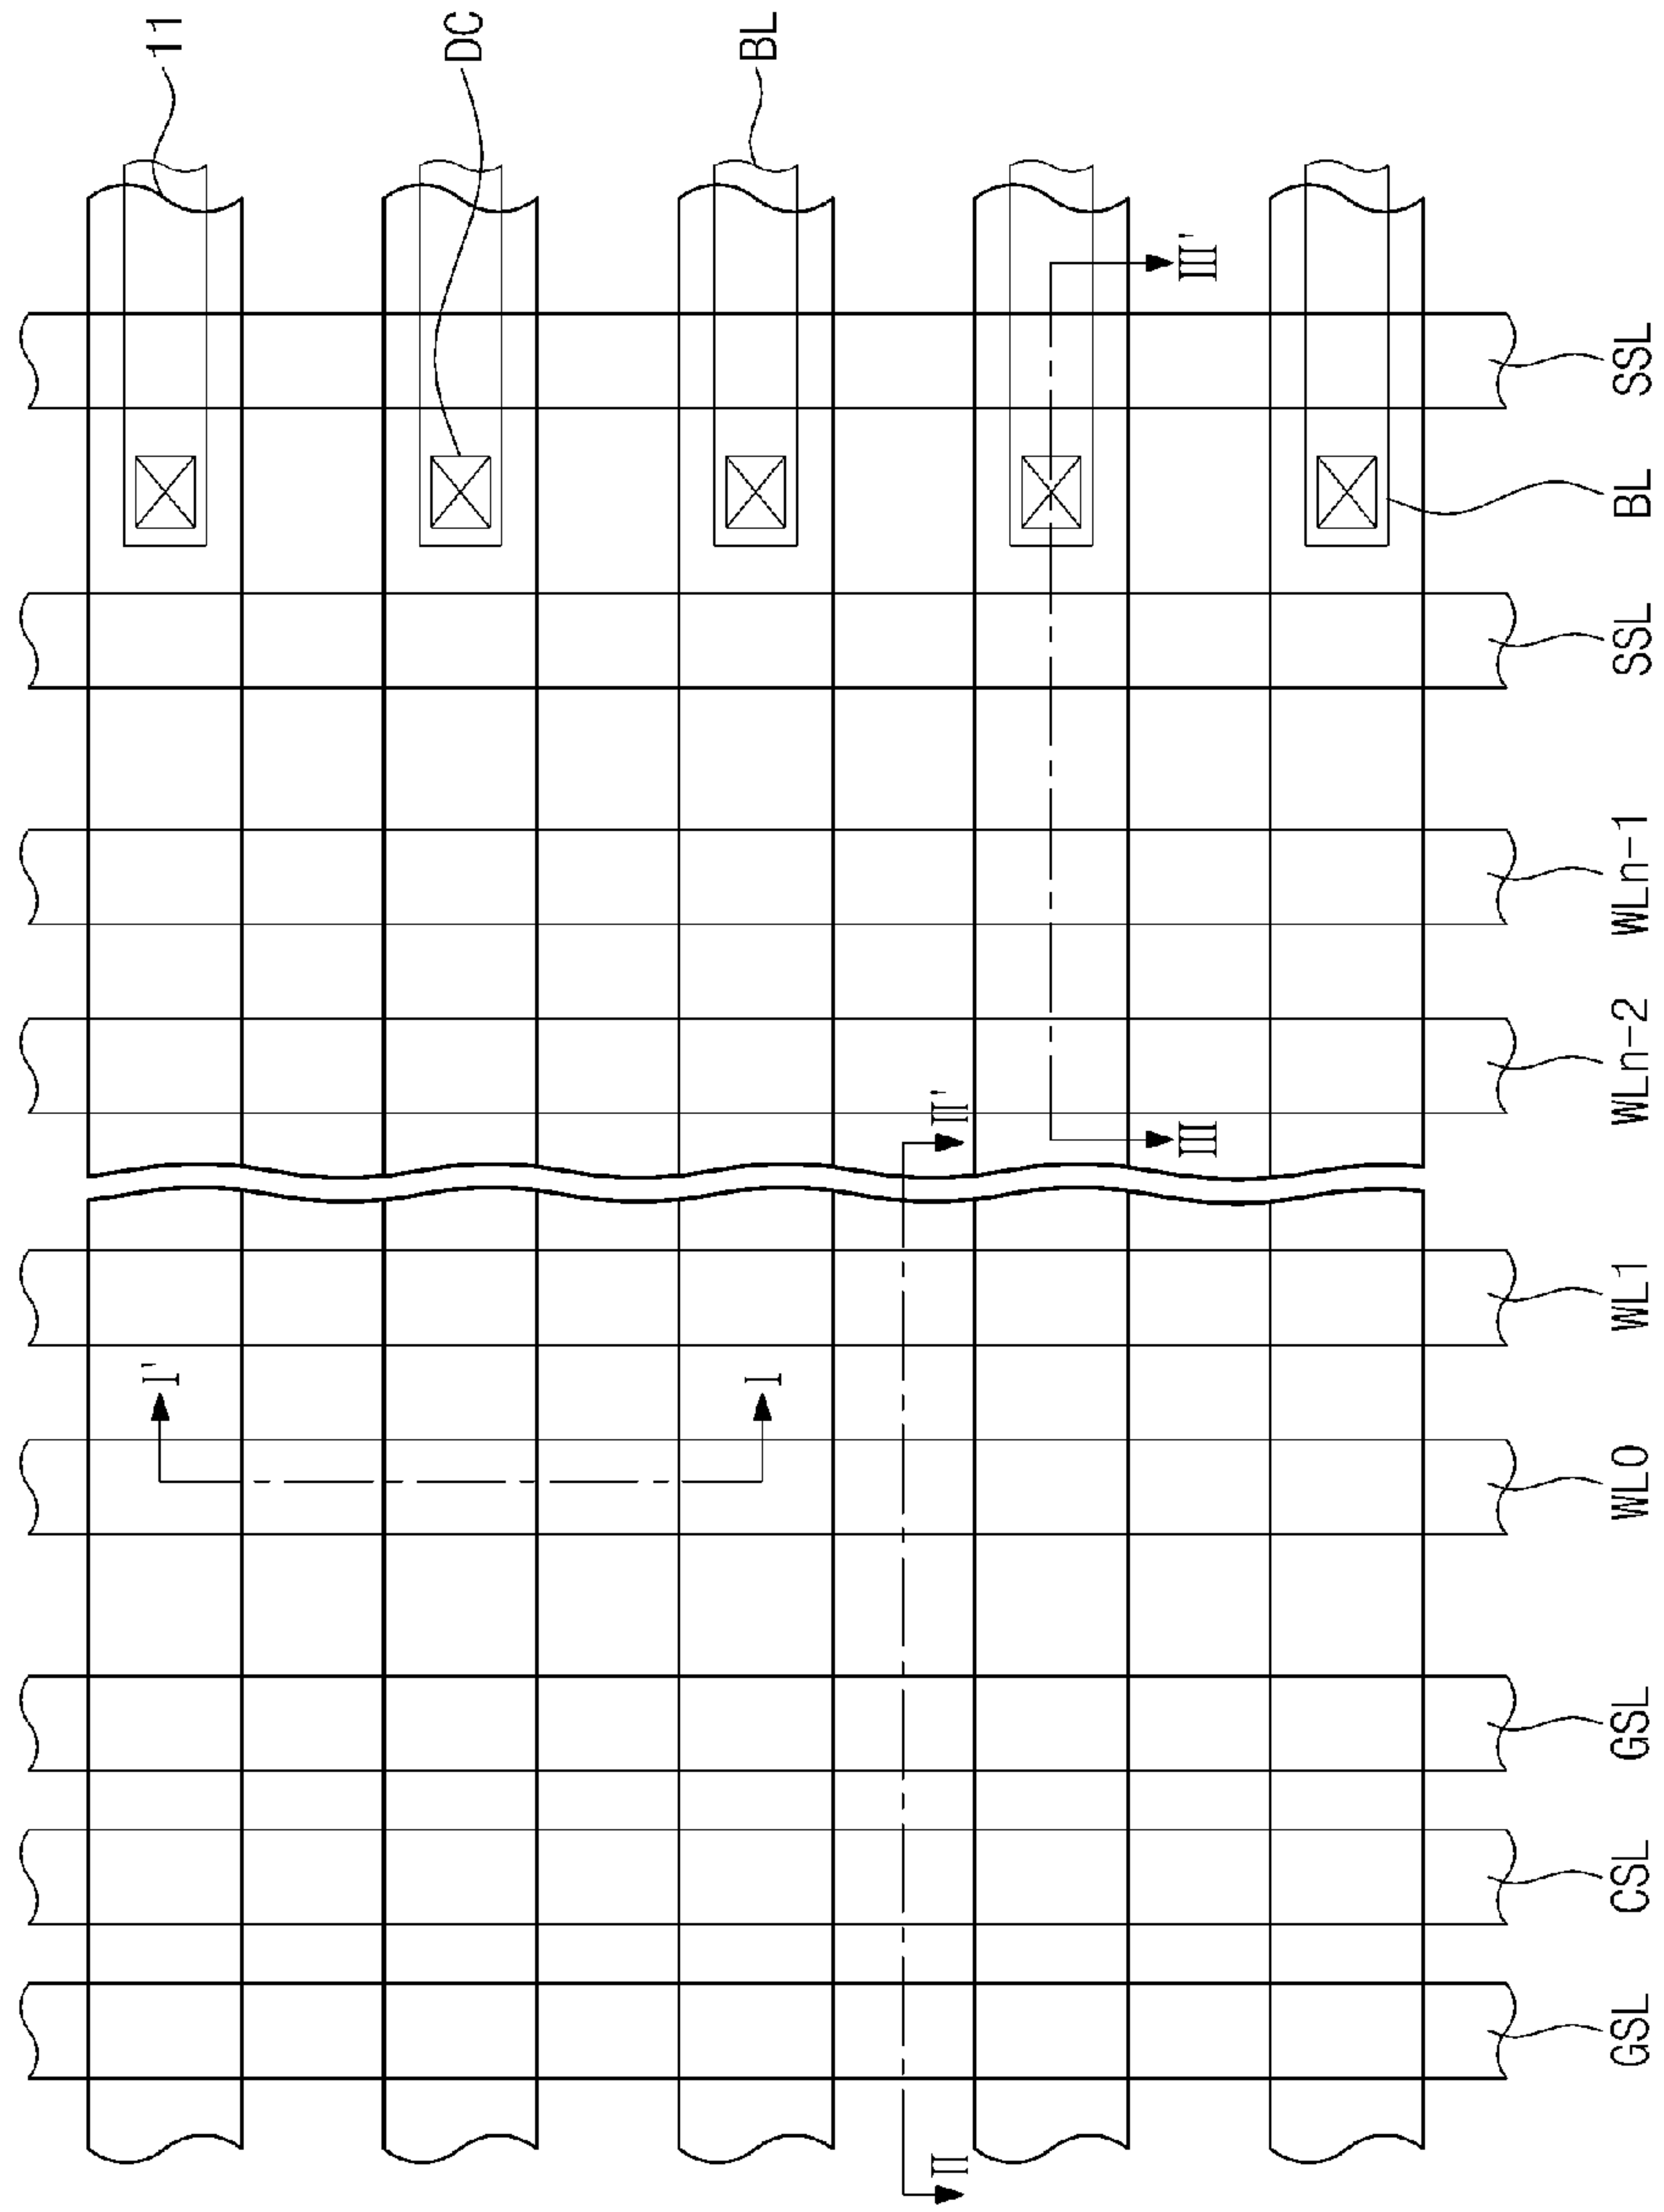 11
DC
BL
III'
SSL
BL
SSL
WLn-1
WLn-2
II'
III
WL1
I'
I
WL0
GSL
CSL
GSL
II